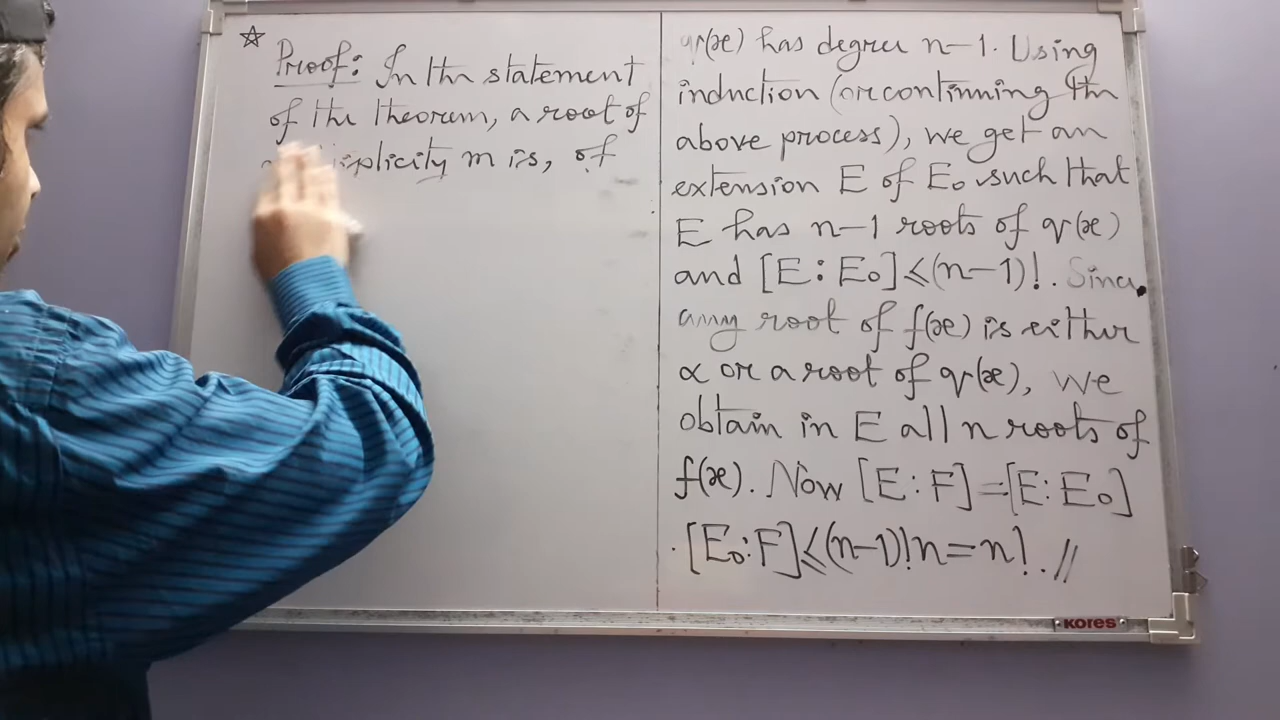 ☆ Proof: In the statement
of the theorem, a root of
m is, of
q(x) has degree n-1. Using
induction (or continuing the
above process), we get an
extension E of E₀ such that
E has n-1 roots of q(x)
and [E:E₀]≤(n-1)!. Since
any root of f(x) is either
α or a root of q(x), we
obtain in E all n roots of
f(x). Now [E:F]=[E:E₀]
·[E₀:F]≤(n-1)!n=n!.//
KORES